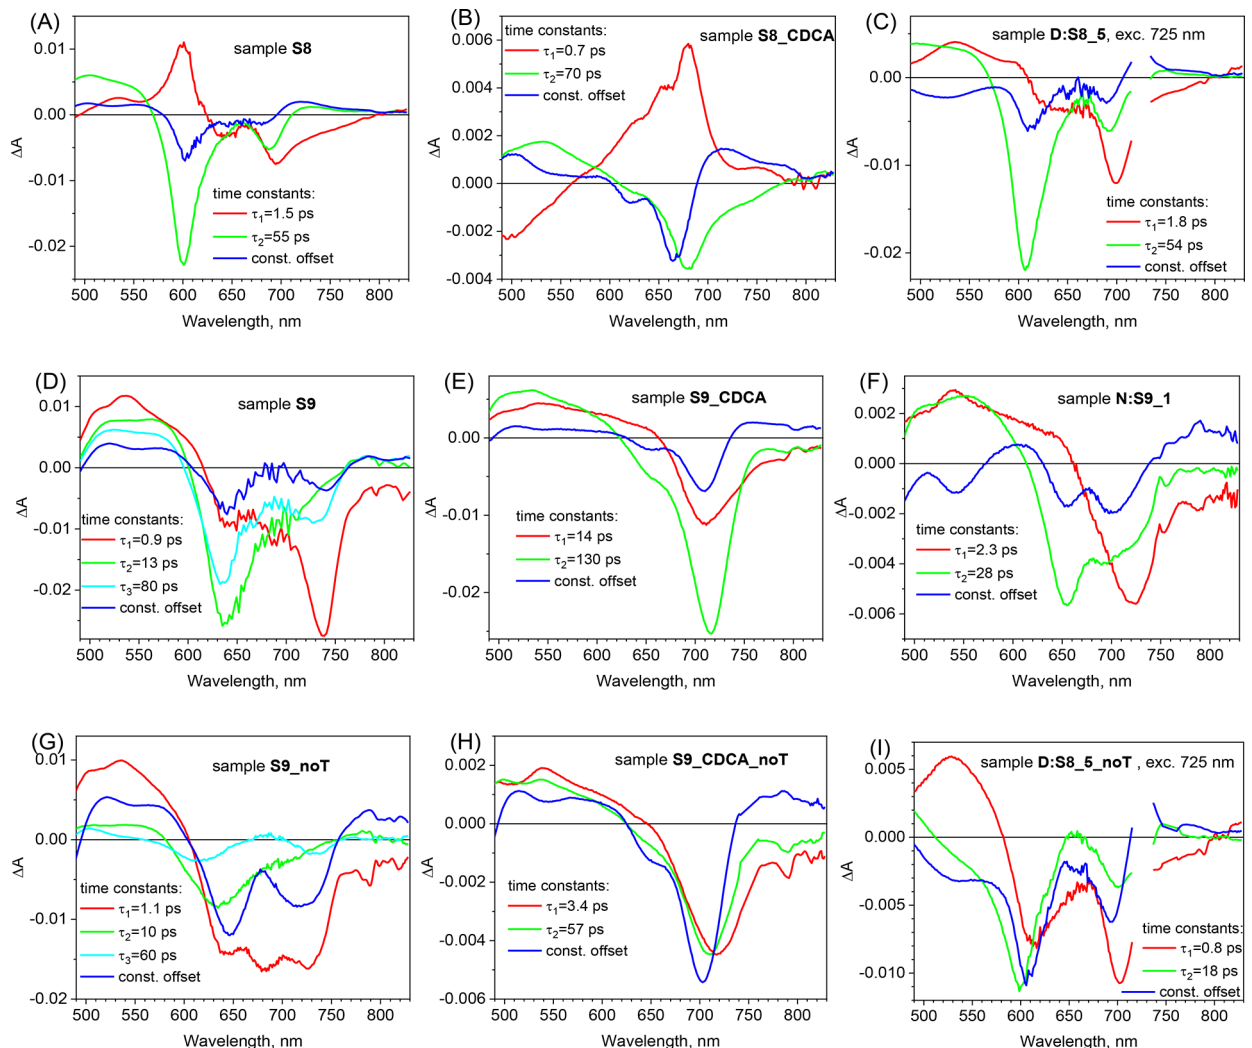 (A)
sample S8
0.01
0.00
-0.01
-0.02
ΔA
time constants:
τ1=1.5 ps
τ2=55 ps
const. offset
500 550 600 650 700 750 800
Wavelength, nm
(B)
time constants:
τ1=0.7 ps
τ2=70 ps
const. offset
sample S8_CDCA
0.006
0.004
0.002
0.000
-0.002
-0.004
ΔA
500 550 600 650 700 750 800
Wavelength, nm
(C)
sample D:S8_5, exc. 725 nm
0.00
-0.01
-0.02
ΔA
time constants:
τ1=1.8 ps
τ2=54 ps
const. offset
500 550 600 650 700 750 800
Wavelength, nm
(D)
sample S9
0.01
0.00
-0.01
-0.02
ΔA
time constants:
τ1=0.9 ps
τ2=13 ps
τ3=80 ps
const. offset
500 550 600 650 700 750 800
Wavelength, nm
(E)
sample S9_CDCA
0.00
-0.01
-0.02
ΔA
time constants:
τ1=14 ps
τ2=130 ps
const. offset
500 550 600 650 700 750 800
Wavelength, nm
(F)
sample N:S9_1
0.002
0.000
-0.002
-0.004
-0.006
ΔA
time constants:
τ1=2.3 ps
τ2=28 ps
const. offset
500 550 600 650 700 750 800
Wavelength, nm
(G)
sample S9_noT
0.01
0.00
-0.01
-0.02
ΔA
time constants:
τ1=1.1 ps
τ2=10 ps
τ3=60 ps
const. offset
500 550 600 650 700 750 800
Wavelength, nm
(H)
sample S9_CDCA_noT
0.002
0.000
-0.002
-0.004
-0.006
ΔA
time constants:
τ1=3.4 ps
τ2=57 ps
const. offset
500 550 600 650 700 750 800
Wavelength, nm
(I)
sample D:S8_5_noT , exc. 725 nm
0.005
0.000
-0.005
-0.010
ΔA
time constants:
τ1=0.8 ps
τ2=18 ps
const. offset
500 550 600 650 700 750 800
Wavelength, nm